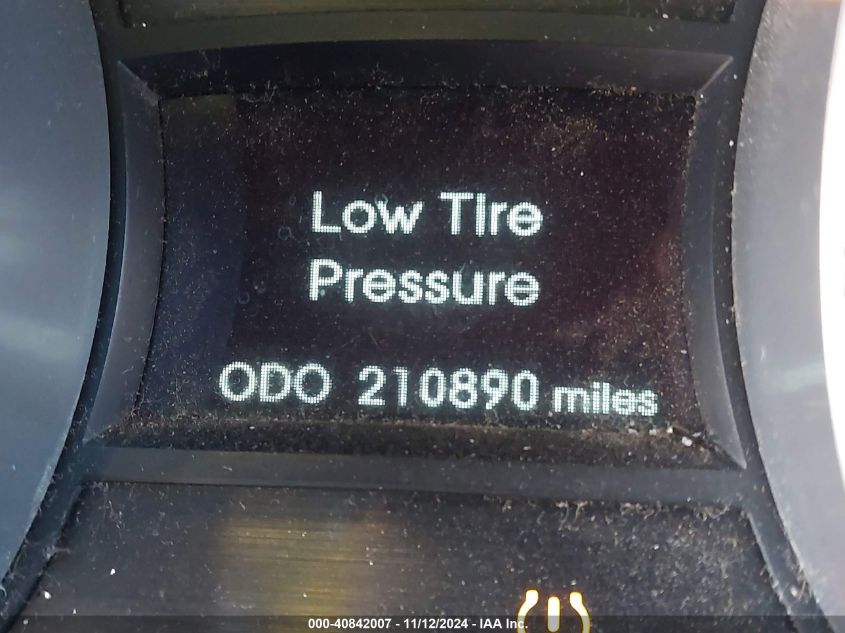 Low Tire
Pressure
ODO 210890 miles
000-40842007 - 11/12/2024 - IAA Inc.